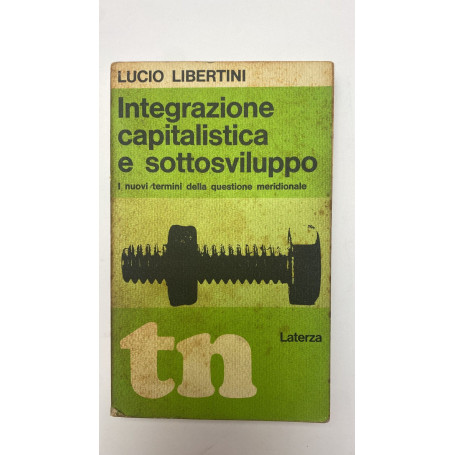 LUCIO LIBERTINI
Integrazione
capitalistica
e sottosviluppo
I nuovi termini della questione meridionale
tn
Laterza